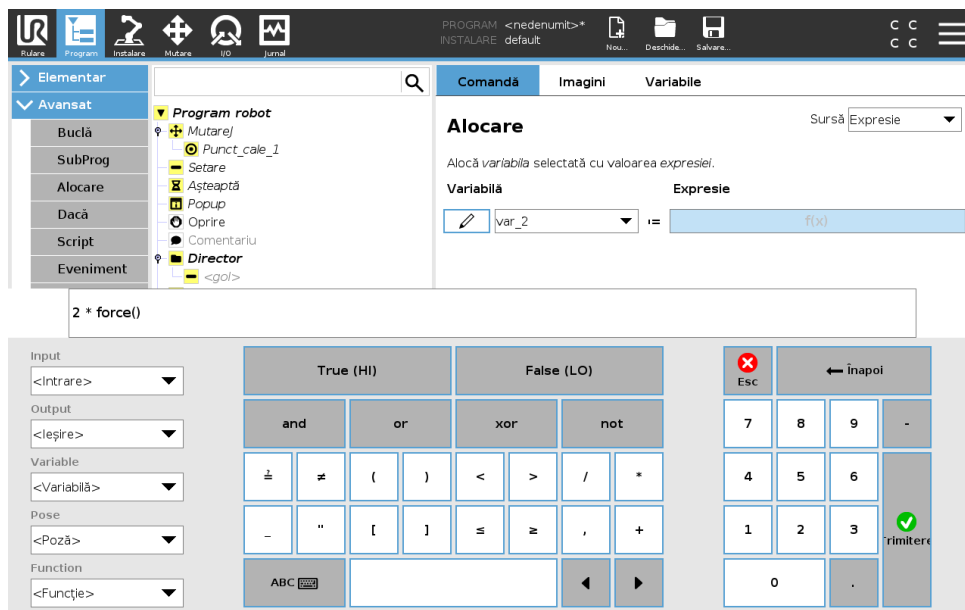 PROGRAM <nedenumit>*
INSTALARE default
Rulare Program Instalare Mutare I/O Jurnal Nou... Deschide... Salvare...
C C
C C
Elementar
Avansat
Buclă
SubProg
Alocare
Dacă
Script
Eveniment
Program robot
MutareJ
Punct_cale_1
Setare
Așteaptă
Popup
Oprire
Comentariu
Director
<gol>
Comandă Imagini Variabile
Alocare
Sursă Expresie
Alocă variabila selectată cu valoarea expresiei.
Variabilă Expresie
var_2 := f(x)
2 * force()
Input
<Intrare>
Output
<Ieșire>
Variable
<Variabilă>
Pose
<Poză>
Function
<Funcție>
True (HI) False (LO)
and or xor not
≟ ≠ ( ) < > / *
_ " [ ] ≤ ≥ , +
ABC
Esc Înapoi
7 8 9 -
4 5 6
1 2 3 Trimitere
0 .